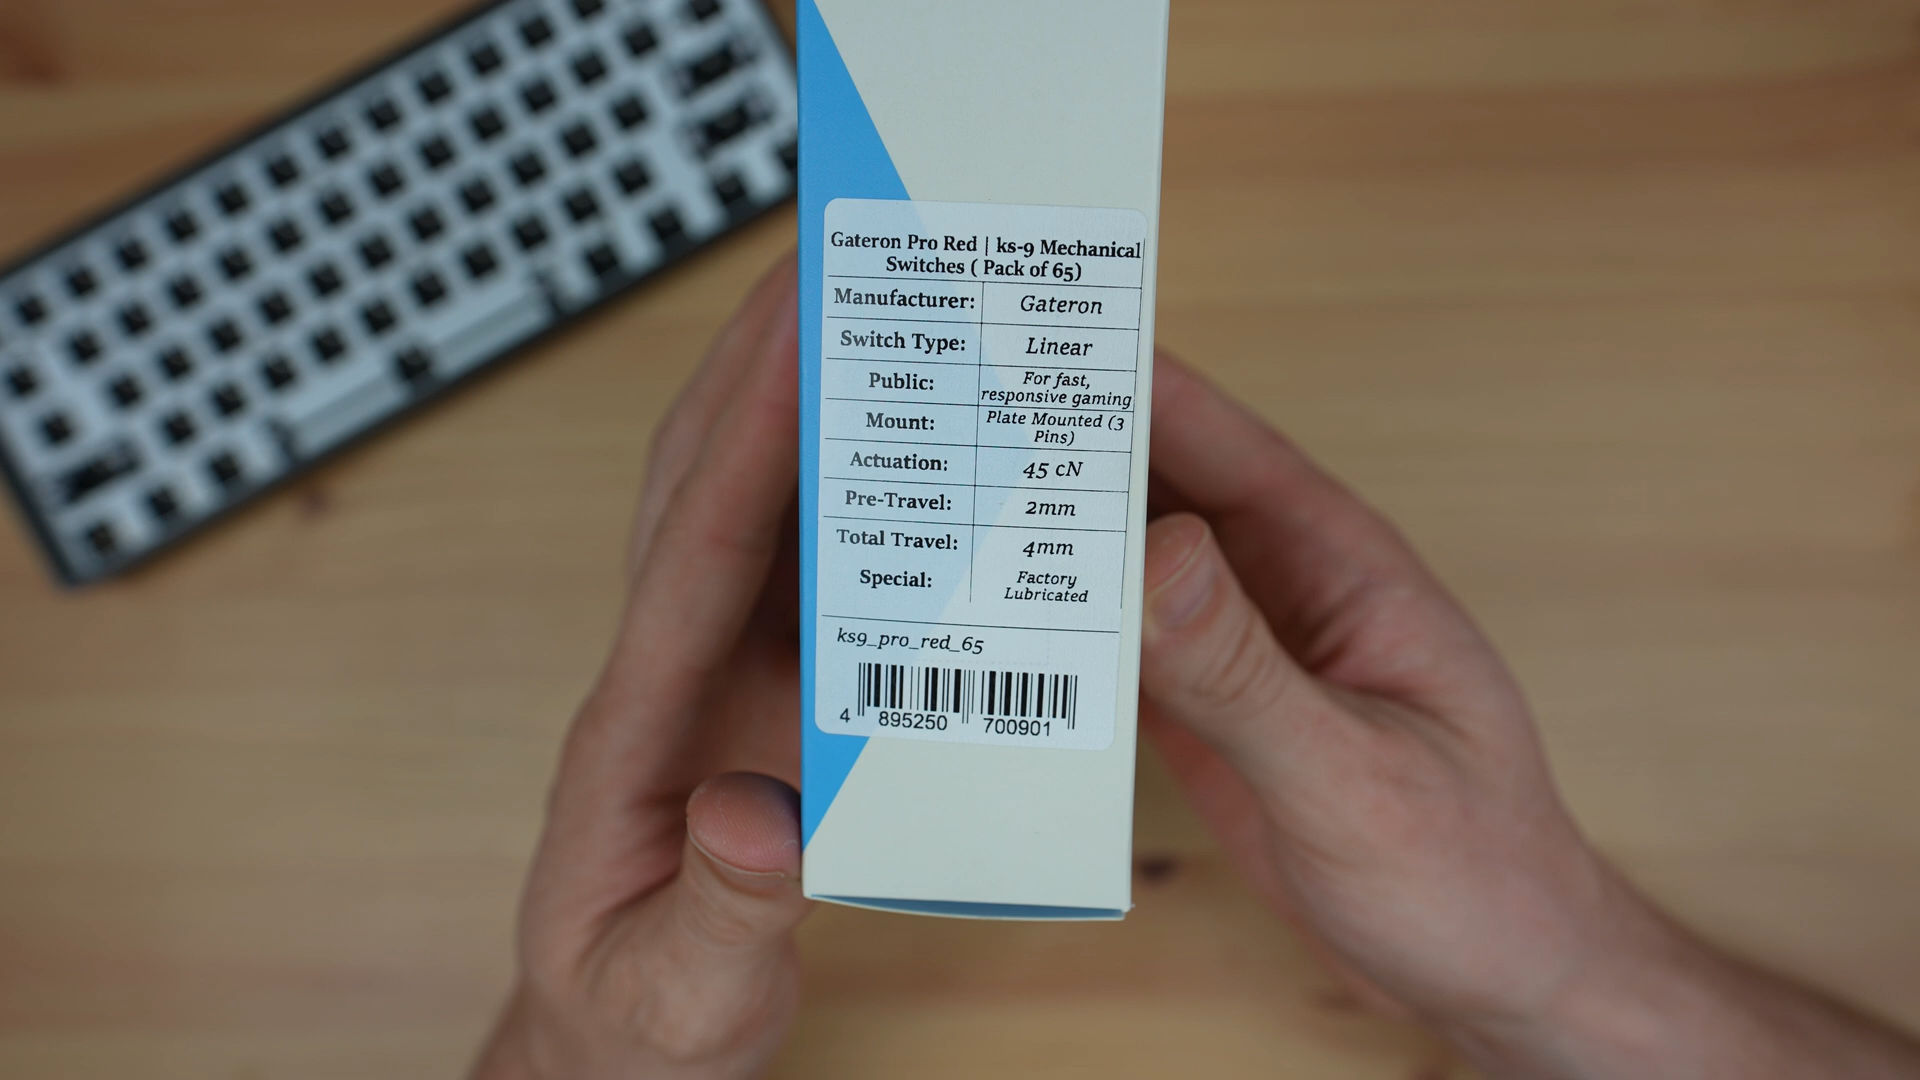 Gateron Pro Red | ks-9 Mechanical
Switches ( Pack of 65)
Manufacturer: Gateron
Switch Type: Linear
Public: For fast,
responsive gaming
Mount: Plate Mounted (3
Pins)
Actuation: 45 cN
Pre-Travel: 2mm
Total Travel: 4mm
Special: Factory
Lubricated
ks9_pro_red_65
4 895250 700901